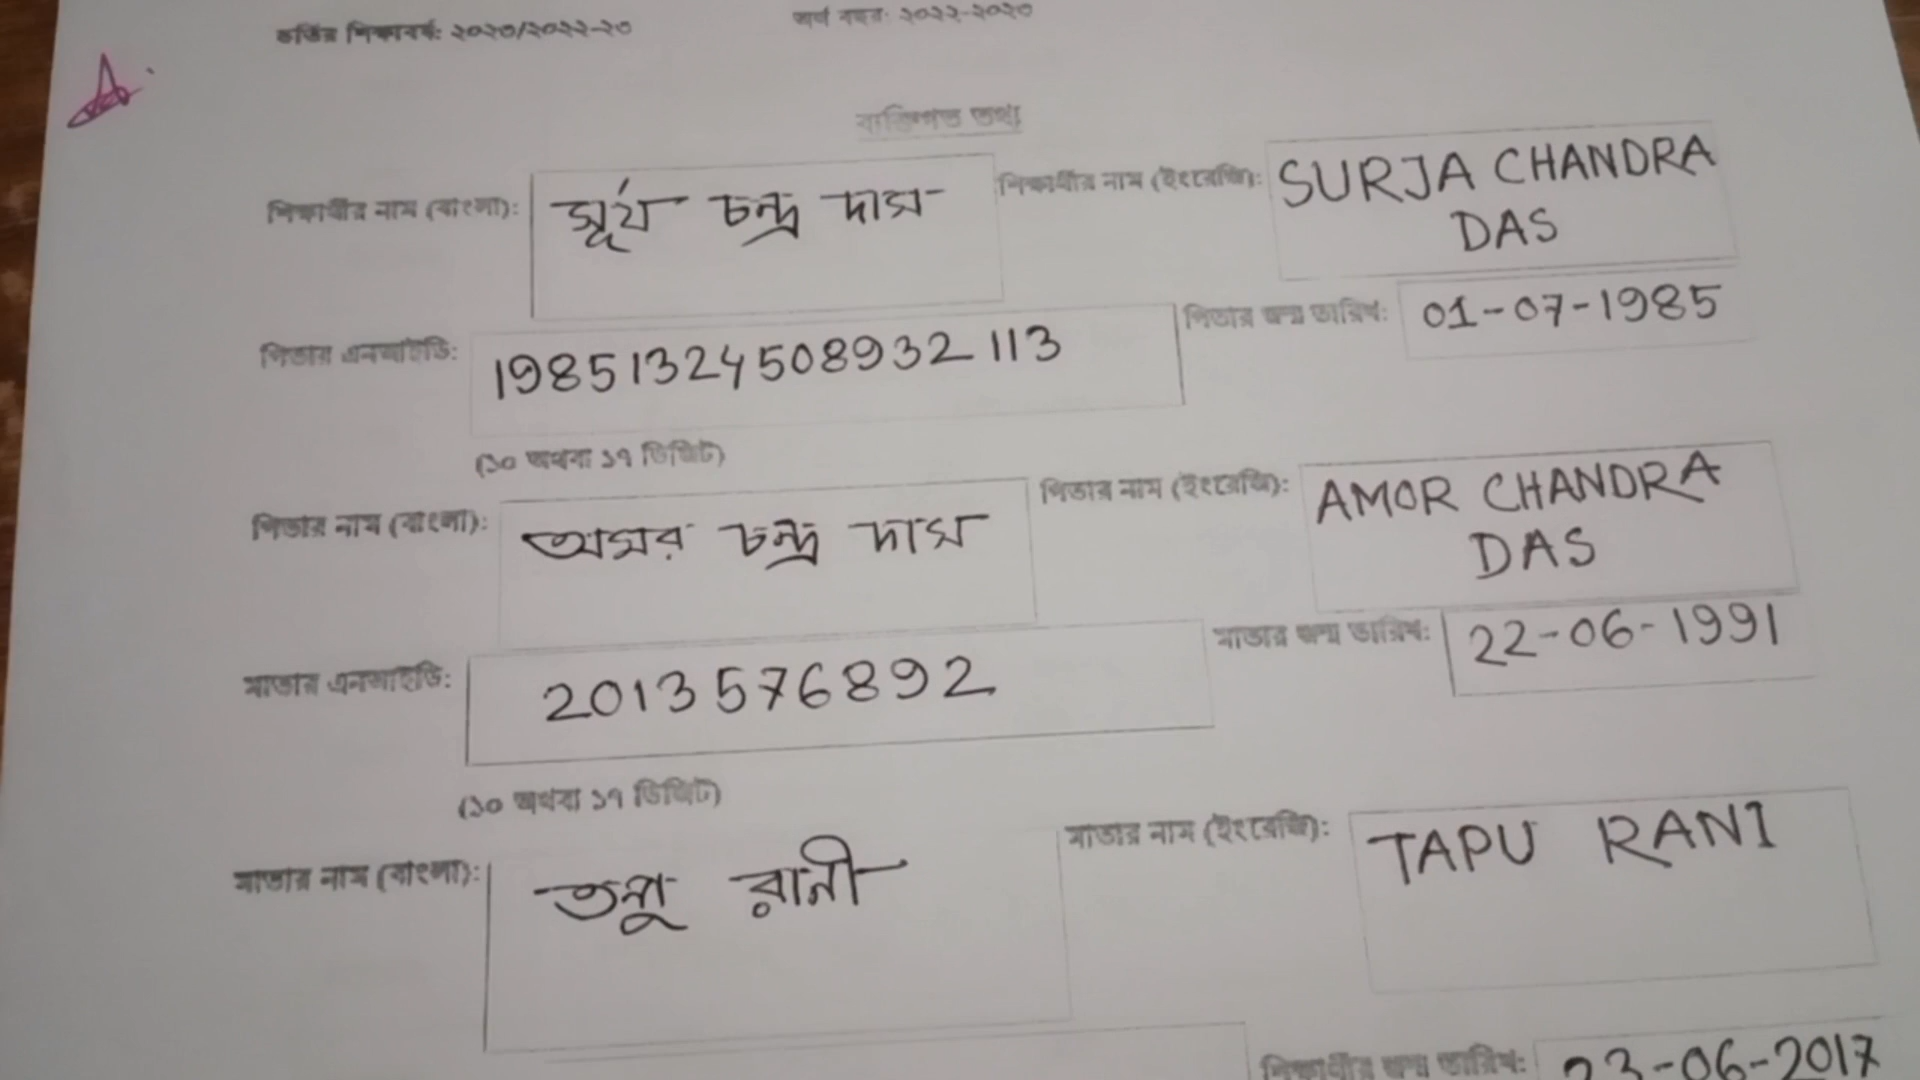 ভর্তির শিক্ষাবর্ষ: ২০২৩/২০২২-২৩ অর্থ বছর: ২০২২-২০২৩
ব্যক্তিগত তথ্য
শিক্ষার্থীর নাম (বাংলা): সূর্য চন্দ্র দাস শিক্ষার্থীর নাম (ইংরেজি): SURJA CHANDRA
DAS
পিতার এনআইডি: 19851324508932113 পিতার জন্ম তারিখ: 01-07-1985
(১০ অথবা ১৭ ডিজিট)
পিতার নাম (বাংলা): অমর চন্দ্র দাস পিতার নাম (ইংরেজি): AMOR CHANDRA
DAS
মাতার এনআইডি: 2013576892 মাতার জন্ম তারিখ: 22-06-1991
(১০ অথবা ১৭ ডিজিট)
মাতার নাম (বাংলা): তপু রানী মাতার নাম (ইংরেজি): TAPU RANI
শিক্ষার্থীর জন্ম তারিখ: 23-06-2017